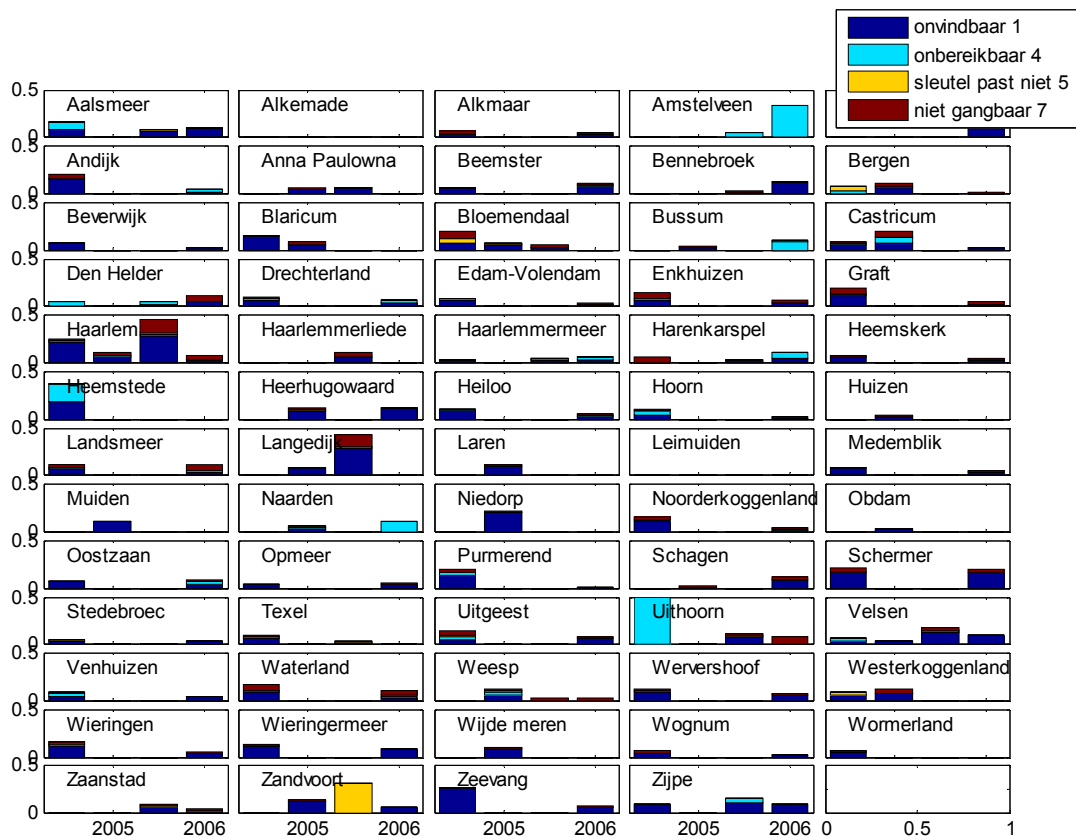 onvindbaar 1
onbereikbaar 4
sleutel past niet 5
niet gangbaar 7
0.5 Aalsmeer Alkemade Alkmaar Amstelveen
0
0.5 Andijk Anna Paulowna Beemster Bennebroek Bergen
0
0.5 Beverwijk Blaricum Bloemendaal Bussum Castricum
0
0.5 Den Helder Drechterland Edam-Volendam Enkhuizen Graft
0
0.5 Haarlem Haarlemmerliede Haarlemmermeer Harenkarspel Heemskerk
0
0.5 Heemstede Heerhugowaard Heiloo Hoorn Huizen
0
0.5 Landsmeer Langedijk Laren Leimuiden Medemblik
0
0.5 Muiden Naarden Niedorp Noorderkoggenland Obdam
0
0.5 Oostzaan Opmeer Purmerend Schagen Schermer
0
0.5 Stedebroec Texel Uitgeest Uithoorn Velsen
0
0.5 Venhuizen Waterland Weesp Wervershoof Westerkoggenland
0
0.5 Wieringen Wieringermeer Wijde meren Wognum Wormerland
0
0.5 Zaanstad Zandvoort Zeevang Zijpe
0
2005 2006 2005 2006 2005 2006 2005 2006 0 0.5 1